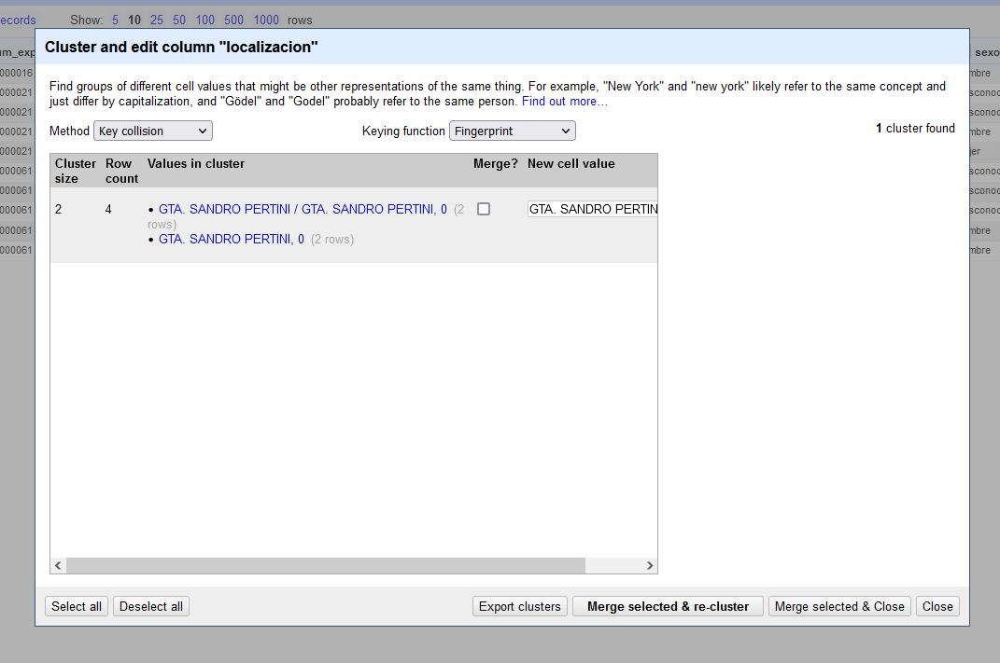 ecords Show: 5 10 25 50 100 500 1000 rows
Cluster and edit column "localizacion"
um_exp
sexo
Find groups of different cell values that might be other representations of the same thing. For example, "New York" and "new york" likely refer to the same concept and
just differ by capitalization, and "Gödel" and "Godel" probably refer to the same person. Find out more…
Method Key collision Keying function Fingerprint 1 cluster found
Cluster size Row count Values in cluster Merge? New cell value
2 4 • GTA. SANDRO PERTINI / GTA. SANDRO PERTINI, 0 (2 GTA. SANDRO PERTIN
rows)
• GTA. SANDRO PERTINI, 0 (2 rows)
000016 mbre
000021 sconoc
000021 sconoc
000021 mbre
000021 jer
000061 sconoc
000061 sconoc
000061 sconoc
000061 mbre
000061 mbre
Select all Deselect all Export clusters Merge selected & re-cluster Merge selected & Close Close